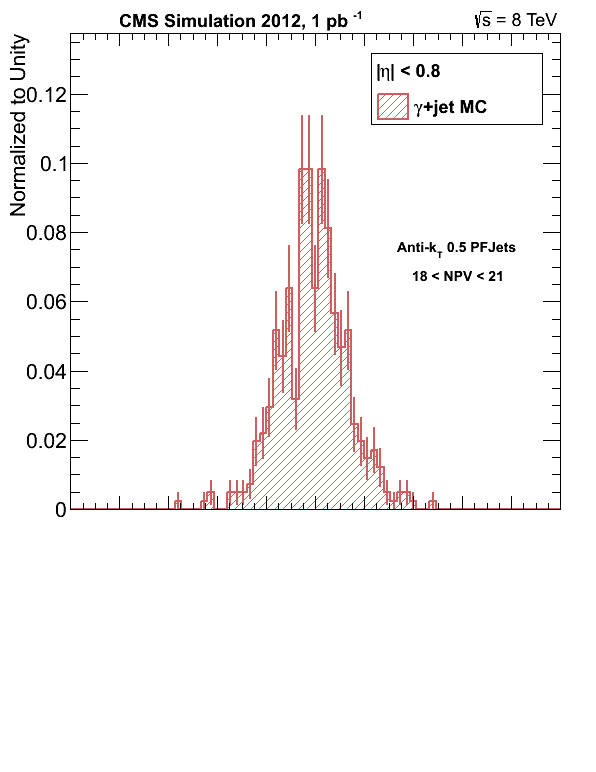 CMS Simulation 2012, 1 pb ⁻¹
√s = 8 TeV
Normalized to Unity
|η| < 0.8
γ+jet MC
Anti-k_T 0.5 PFJets
18 < NPV < 21
0.12
0.1
0.08
0.06
0.04
0.02
0